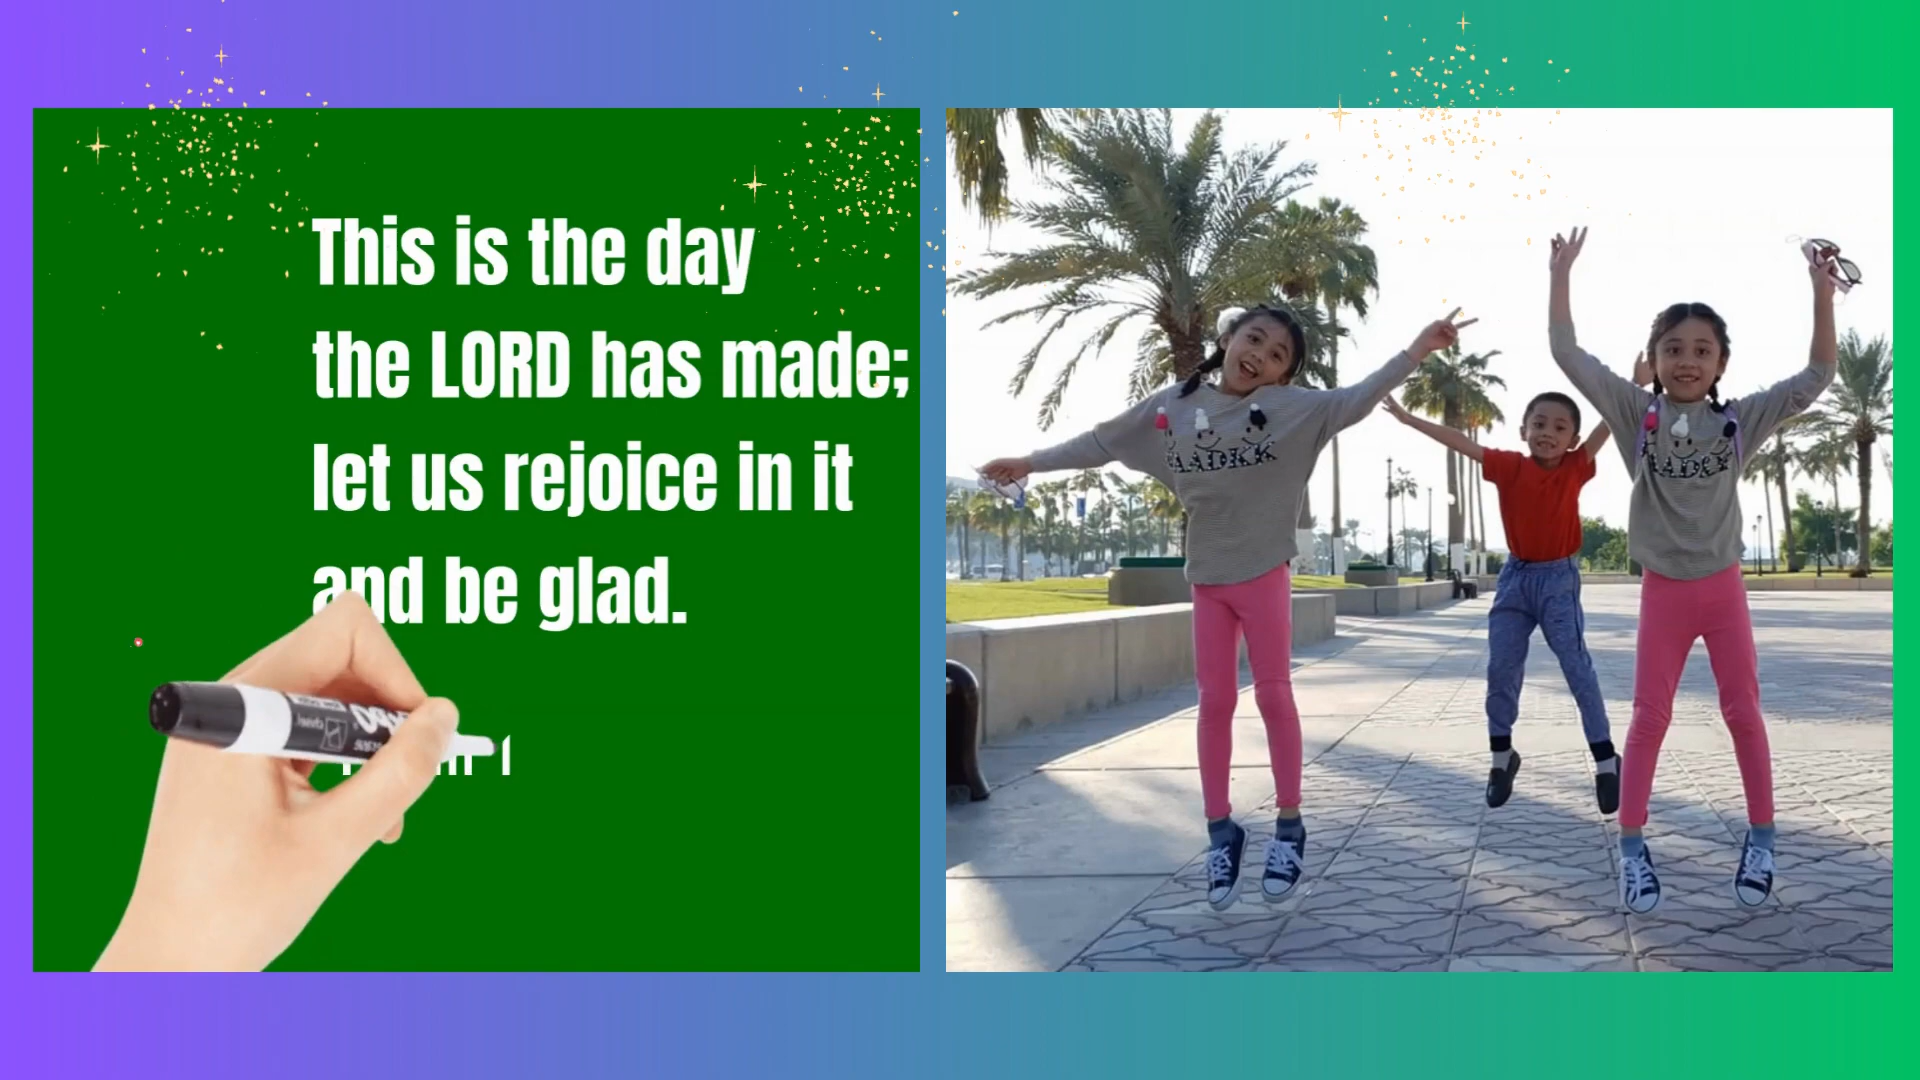 This is the day
the LORD has made;
let us rejoice in it
and be glad.